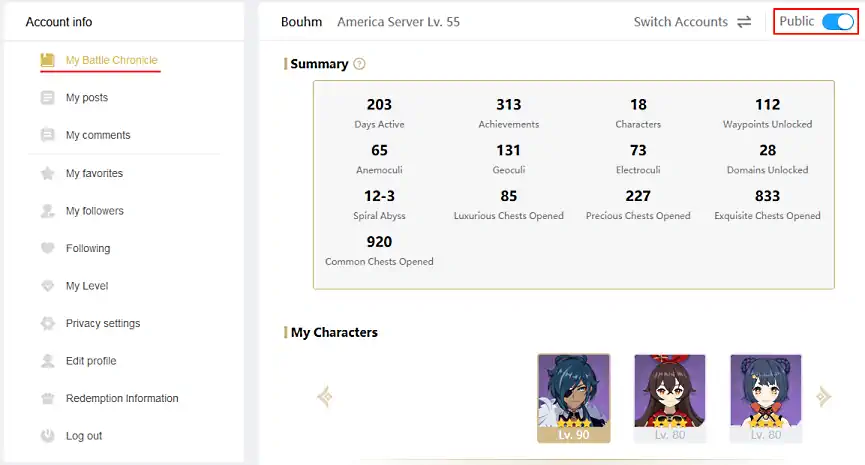 Account info
My Battle Chronicle
My posts
My comments
My favorites
My followers
Following
My Level
Privacy settings
Edit profile
Redemption Information
Log out
Bouhm America Server Lv. 55 Switch Accounts Public
Summary ?
203 313 18 112
Days Active Achievements Characters Waypoints Unlocked
65 131 73 28
Anemoculi Geoculi Electroculi Domains Unlocked
12-3 85 227 833
Spiral Abyss Luxurious Chests Opened Precious Chests Opened Exquisite Chests Opened
920
Common Chests Opened
My Characters
Lv. 90 Lv. 80 Lv. 80